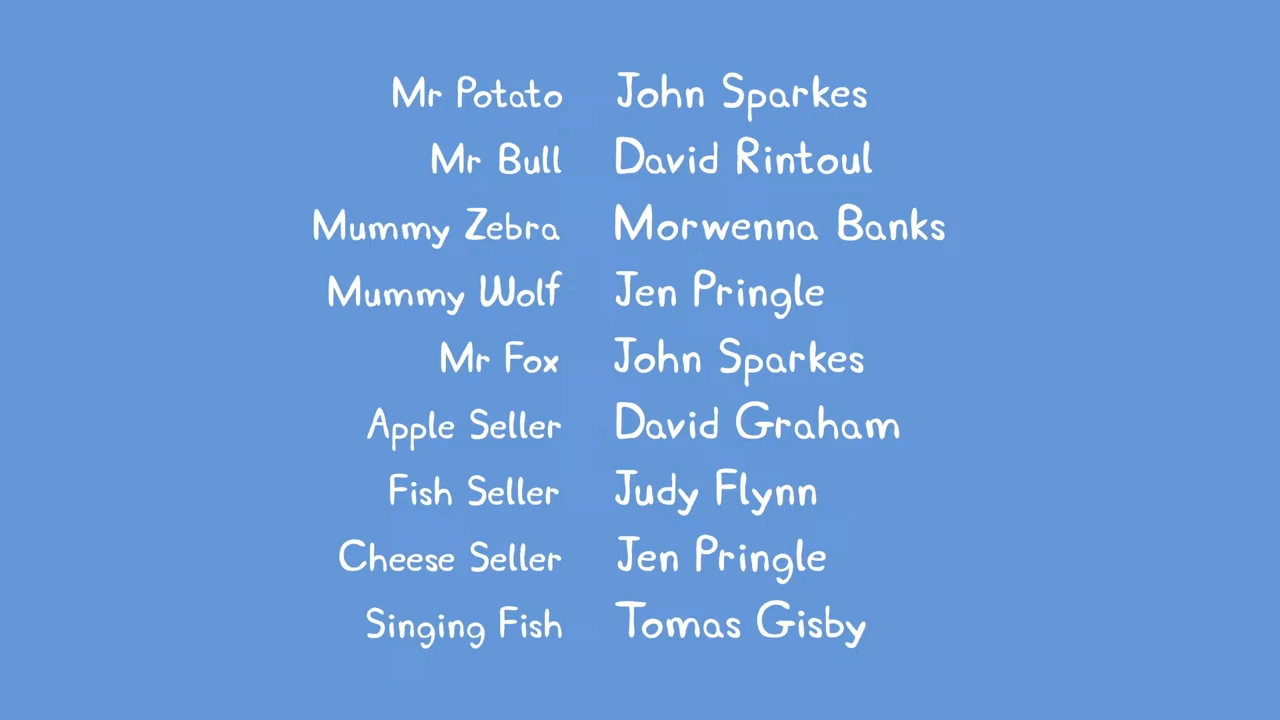 Mr Potato John Sparkes
Mr Bull David Rintoul
Mummy Zebra Morwenna Banks
Mummy Wolf Jen Pringle
Mr Fox John Sparkes
Apple Seller David Graham
Fish Seller Judy Flynn
Cheese Seller Jen Pringle
Singing Fish Tomas Gisby